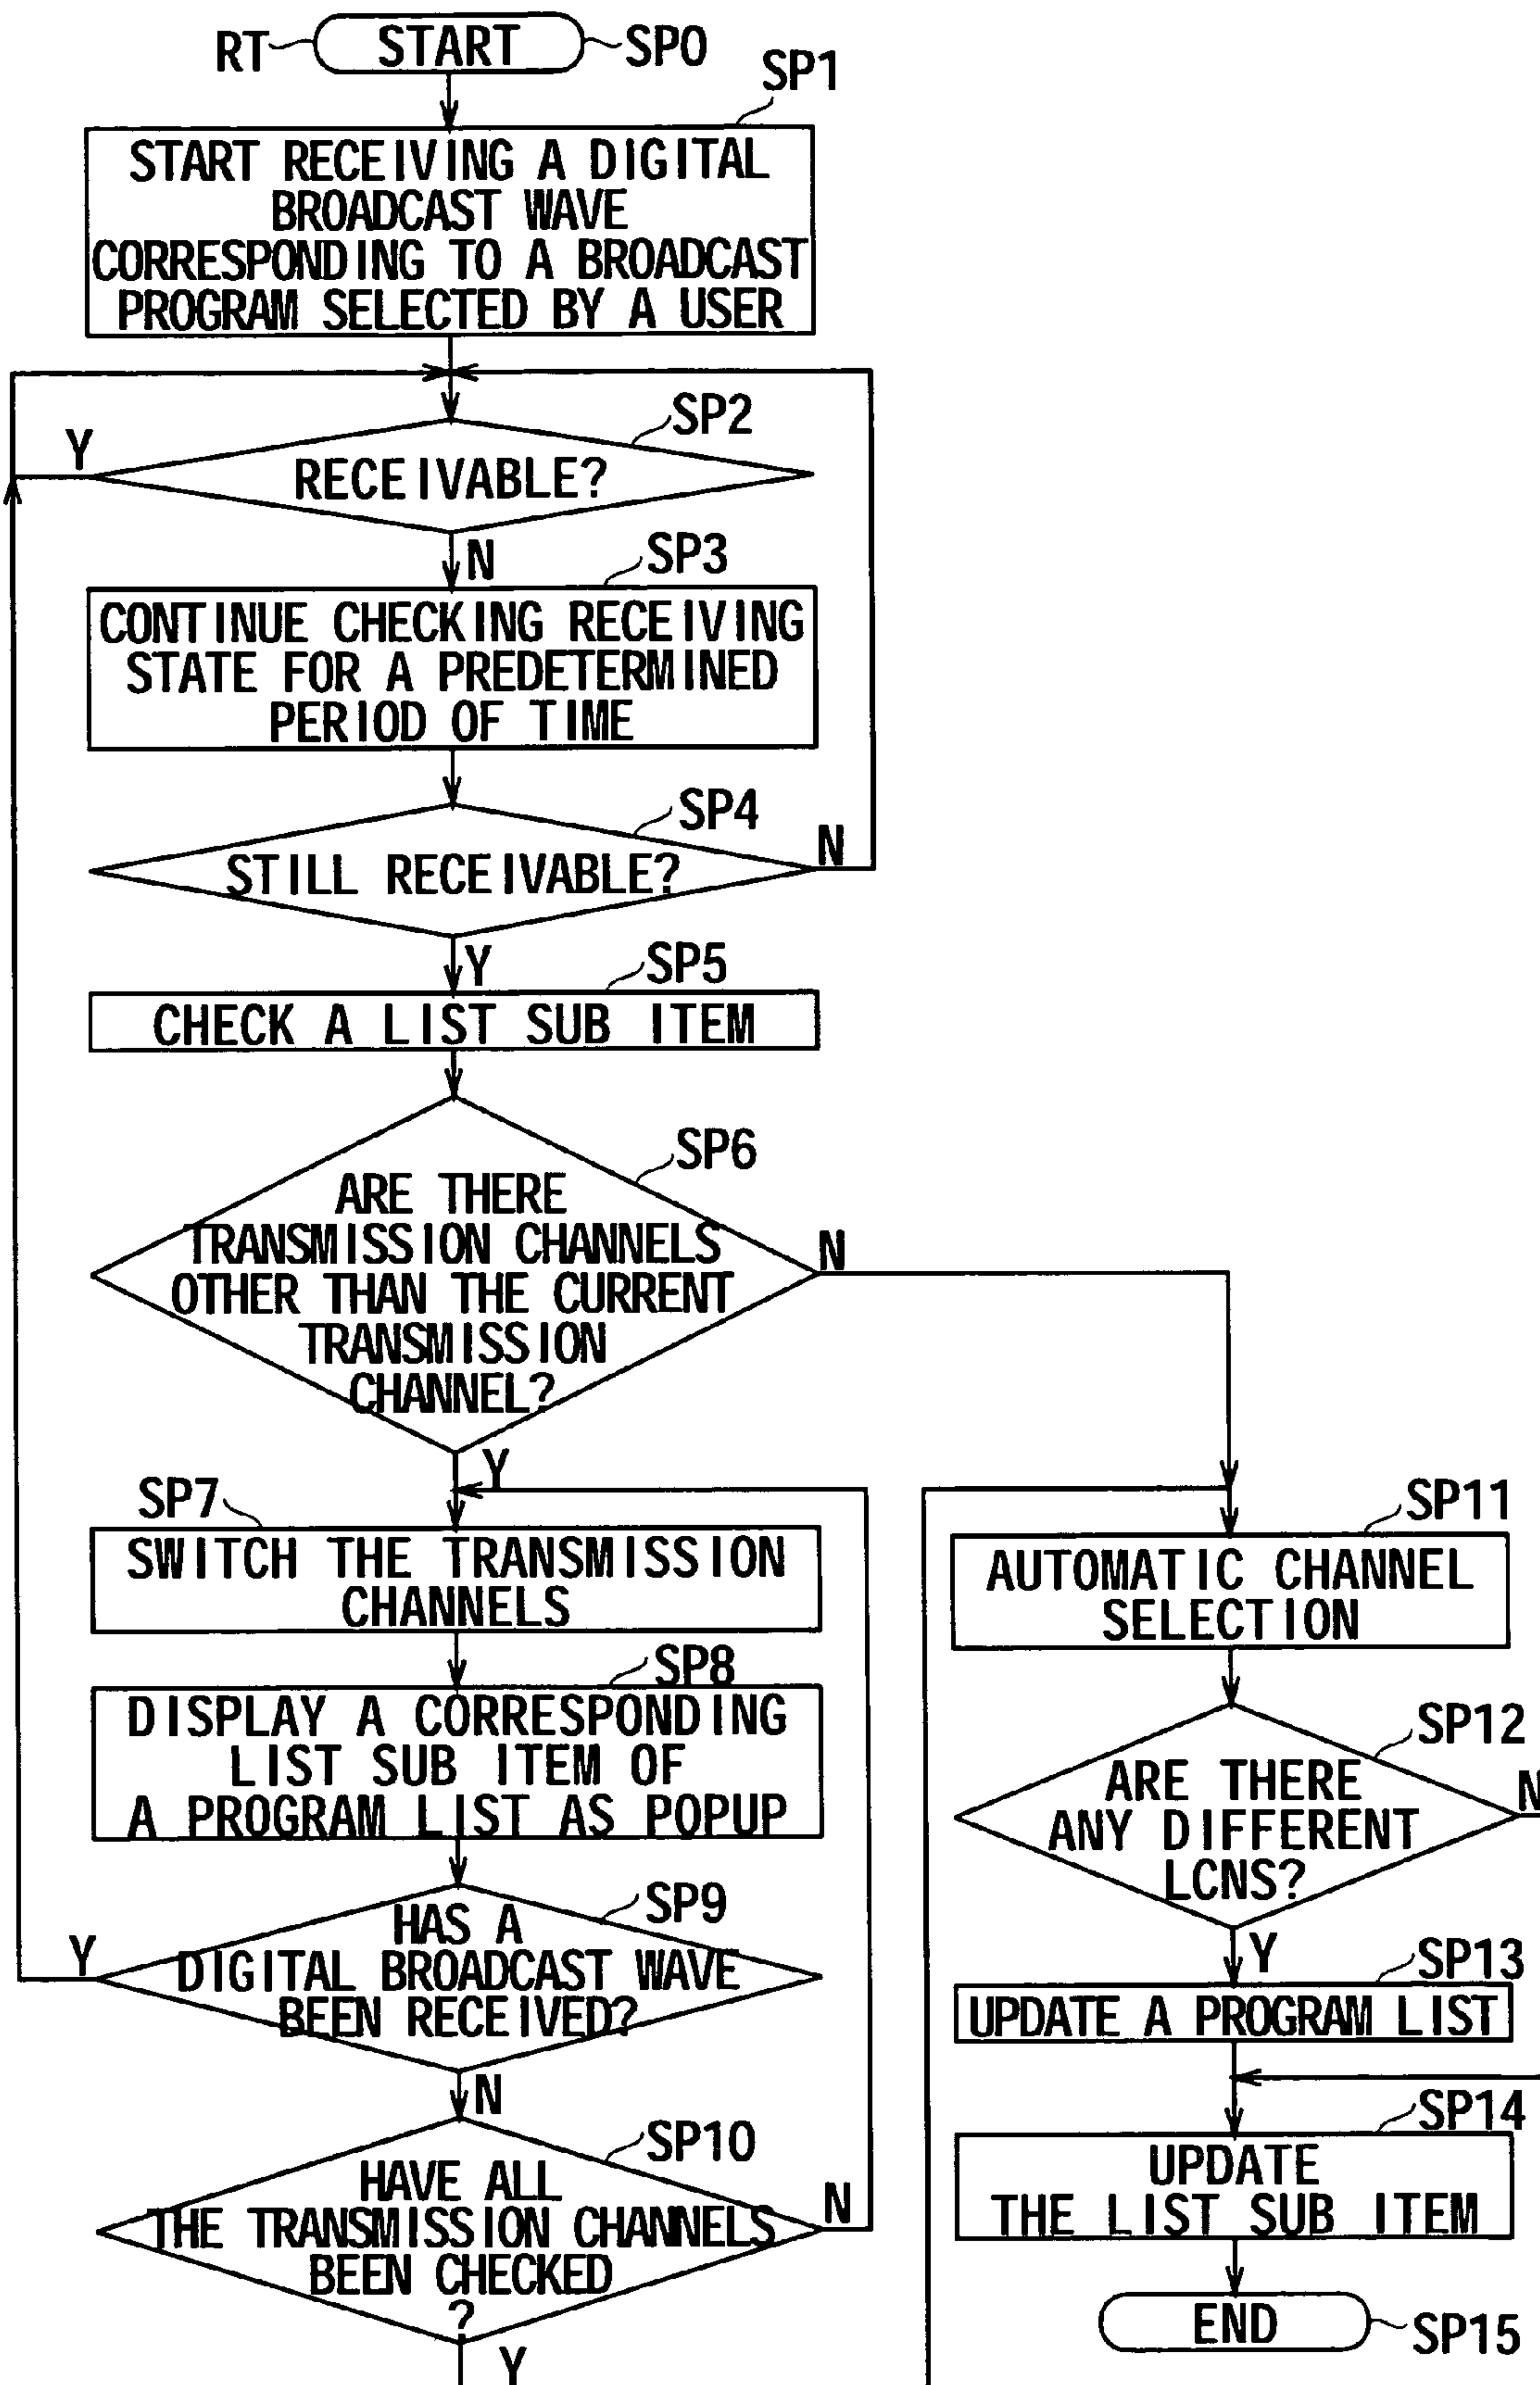 RT
START
SP0
SP1
START RECEIVING A DIGITAL
BROADCAST WAVE
CORRESPONDING TO A BROADCAST
PROGRAM SELECTED BY A USER
SP2
Y
RECEIVABLE?
N
SP3
CONTINUE CHECKING RECEIVING
STATE FOR A PREDETERMINED
PERIOD OF TIME
SP4
STILL RECEIVABLE?
N
Y
SP5
CHECK A LIST SUB ITEM
SP6
ARE THERE
TRANSMISSION CHANNELS
OTHER THAN THE CURRENT
TRANSMISSION
CHANNEL?
N
Y
SP7
SWITCH THE TRANSMISSION
CHANNELS
SP8
DISPLAY A CORRESPONDING
LIST SUB ITEM OF
A PROGRAM LIST AS POPUP
SP9
HAS A
DIGITAL BROADCAST WAVE
BEEN RECEIVED?
Y
N
SP10
HAVE ALL
THE TRANSMISSION CHANNELS
BEEN CHECKED
?
N
Y
SP11
AUTOMATIC CHANNEL
SELECTION
SP12
ARE THERE
ANY DIFFERENT
LCNS?
N
Y
SP13
UPDATE A PROGRAM LIST
SP14
UPDATE
THE LIST SUB ITEM
END
SP15